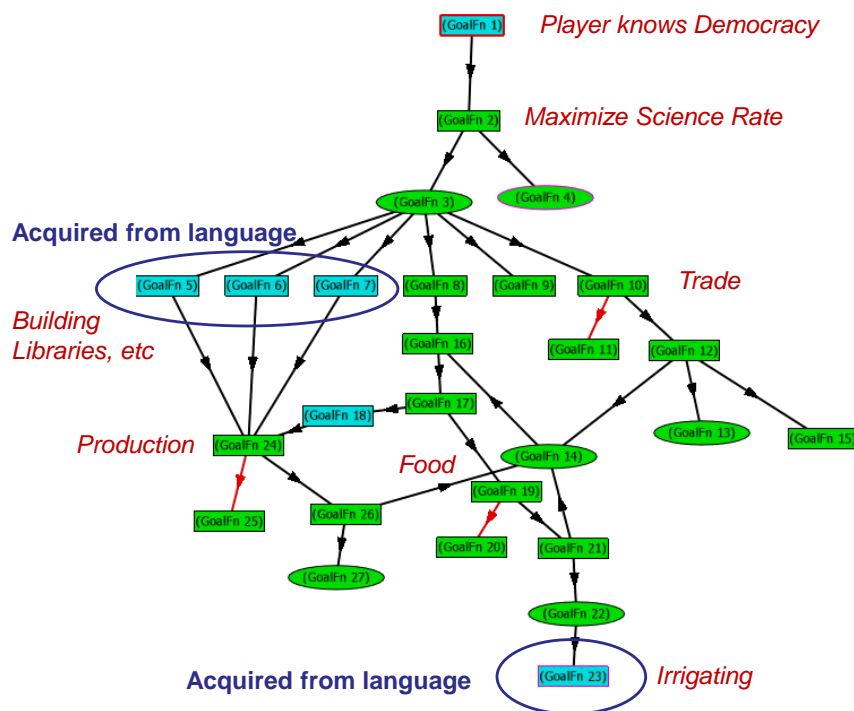 (GoalFn 1)
Player knows Democracy
(GoalFn 2)
Maximize Science Rate
(GoalFn 3)
(GoalFn 4)
Acquired from language
(GoalFn 5)
(GoalFn 6)
(GoalFn 7)
(GoalFn 8)
(GoalFn 9)
(GoalFn 10)
Trade
Building
Libraries, etc
(GoalFn 16)
(GoalFn 11)
(GoalFn 12)
(GoalFn 18)
(GoalFn 17)
(GoalFn 13)
(GoalFn 15)
Production
(GoalFn 24)
Food
(GoalFn 14)
(GoalFn 19)
(GoalFn 25)
(GoalFn 26)
(GoalFn 20)
(GoalFn 21)
(GoalFn 27)
(GoalFn 22)
Acquired from language
(GoalFn 23)
Irrigating